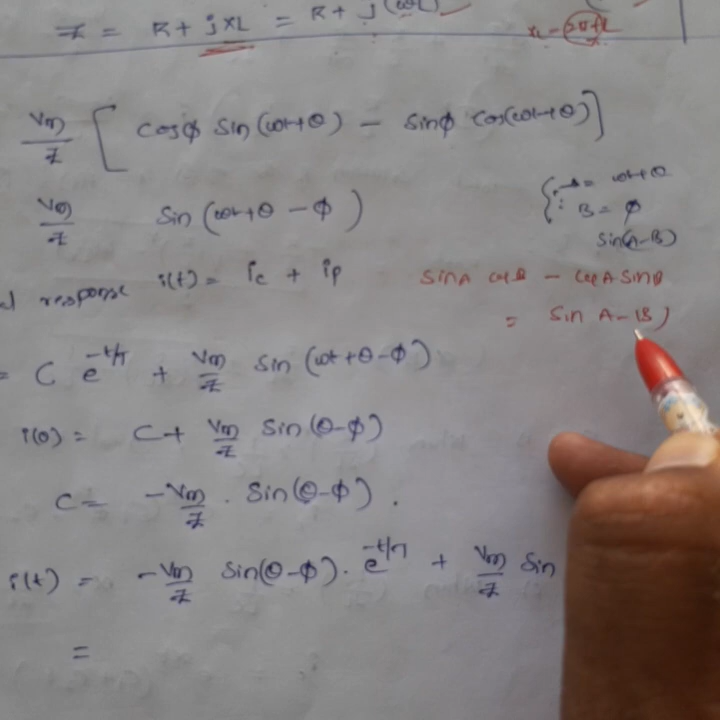 Z = R + jXL = R + j(ωL)
XL - 2πfL
Vm/Z [ Cosφ Sin(ωt+θ) - Sinφ Cos(ωt+θ) ]
Vm/Z Sin (ωt+θ-φ)
A = ωt+θ
B = φ
Sin(A-B)
response i(t) = ic + ip
SinA CosB - CosA SinB
= Sin A-B)
= C e^-t/τ + Vm/Z Sin (ωt+θ-φ)
i(0) = C + Vm/Z Sin(θ-φ)
C = -Vm/Z . Sin(θ-φ) .
i(t) = -Vm/Z Sin(θ-φ). e^-t/τ + Vm/Z Sin
=